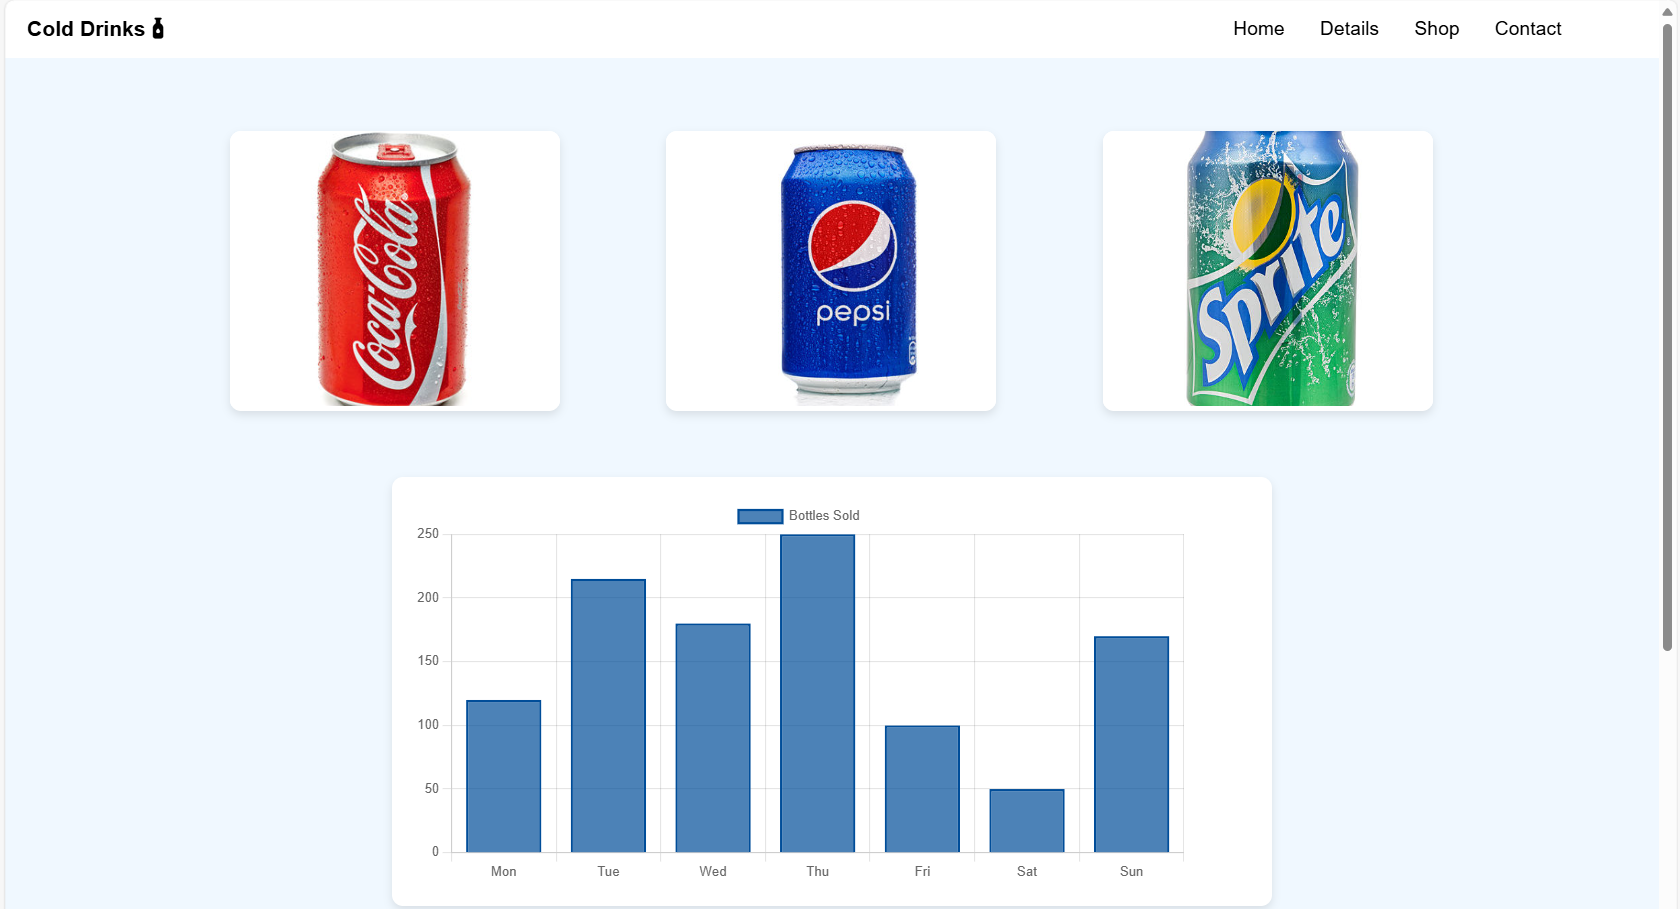 Cold Drinks
Home Details Shop Contact
Coca-Cola
pepsi
Sprite
Bottles Sold
250
200
150
100
50
0
Mon Tue Wed Thu Fri Sat Sun